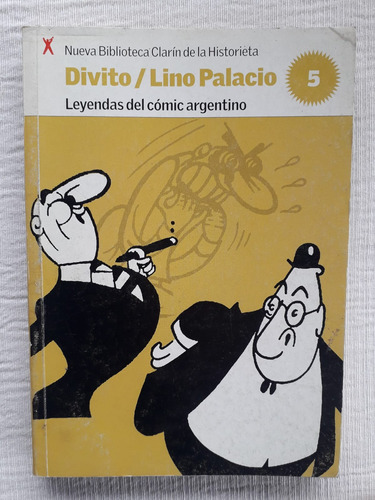 Nueva Biblioteca Clarín de la Historieta
Divito / Lino Palacio
5
Leyendas del cómic argentino